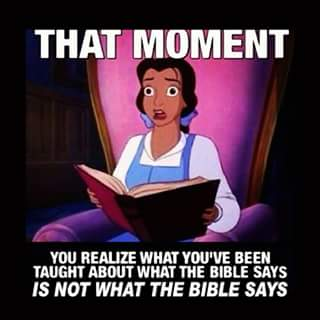 THAT MOMENT
YOU REALIZE WHAT YOU'VE BEEN
TAUGHT ABOUT WHAT THE BIBLE SAYS
IS NOT WHAT THE BIBLE SAYS